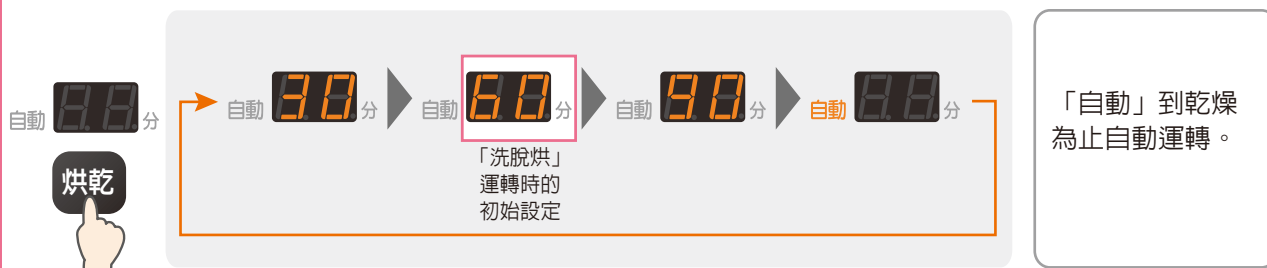 自動 分
烘乾
自動 30 分
自動 60 分
自動 90 分
自動 分
「洗脫烘」
運轉時的
初始設定
「自動」到乾燥
為止自動運轉。